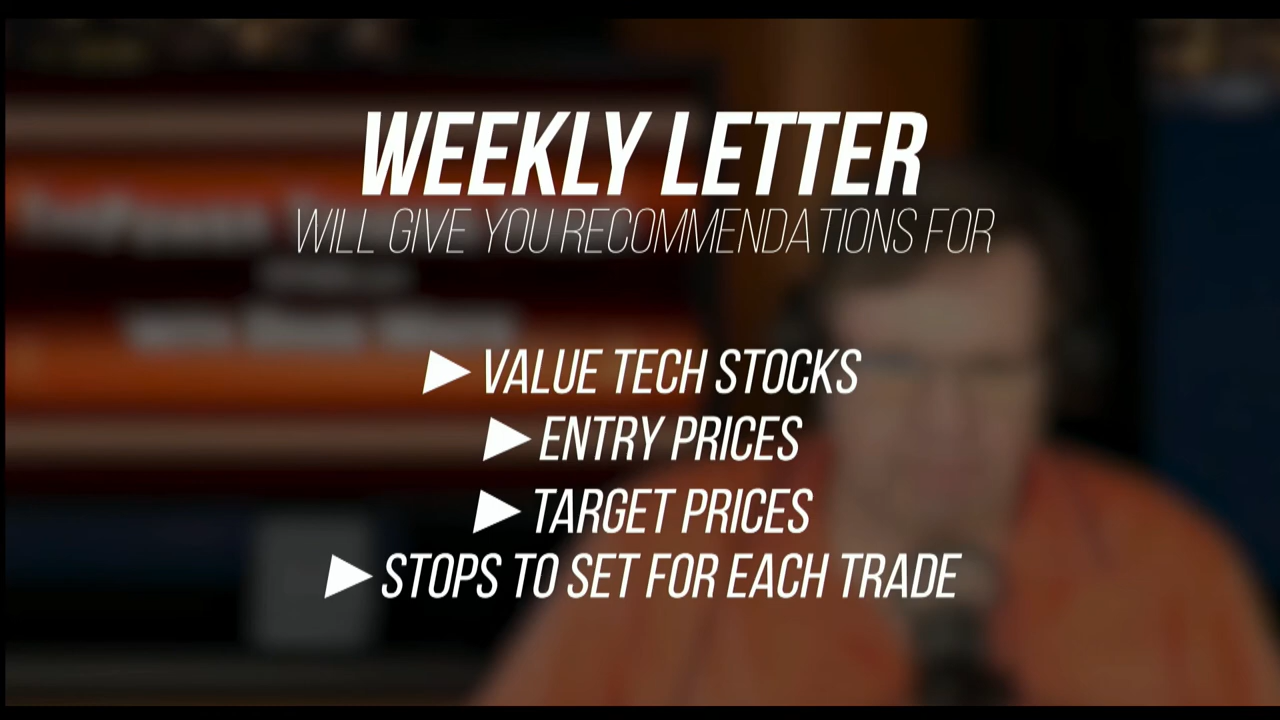 WEEKLY LETTER
WILL GIVE YOU RECOMMENDATIONS FOR
▶ VALUE TECH STOCKS
▶ ENTRY PRICES
▶ TARGET PRICES
▶ STOPS TO SET FOR EACH TRADE